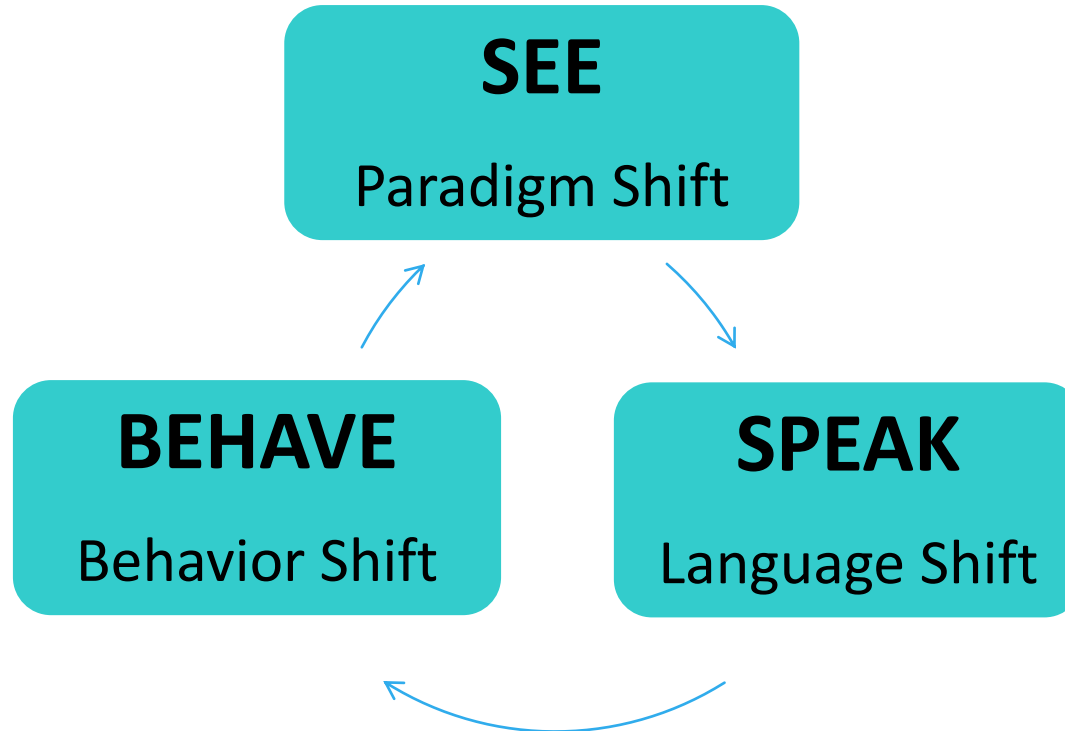 SEE
Paradigm Shift
BEHAVE
Behavior Shift
SPEAK
Language Shift